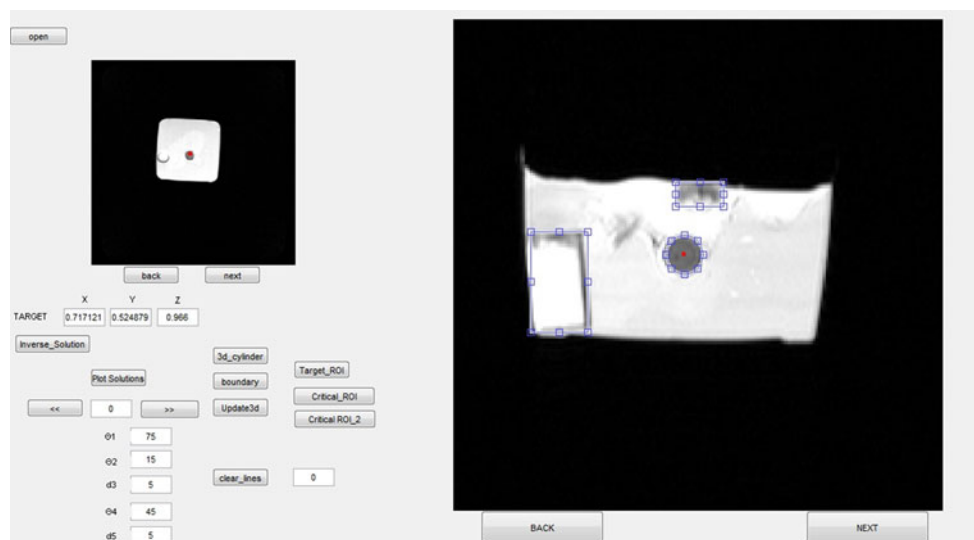 open
back next
X Y Z
TARGET 0.717121 0.524879 0.966
Inverse_Solution
3d_cylinder
Target_ROI
Plot Solutions
boundary
Critical_ROI
<< 0 >>
Update3d
Critical ROI_2
Θ1 75
Θ2 15
clear_lines 0
d3 5
Θ4 45
d5 5
BACK NEXT